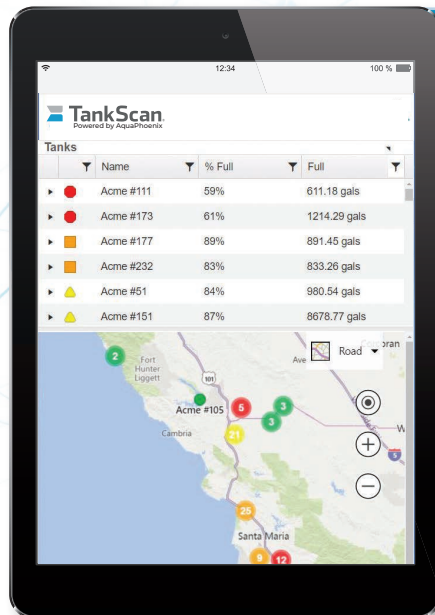 12:34
100 %
TankScan
Powered by AquaPhoenix
Tanks
Name % Full Full
Acme #111 59% 611.18 gals
Acme #173 61% 1214.29 gals
Acme #177 89% 891.45 gals
Acme #232 83% 833.26 gals
Acme #51 84% 980.54 gals
Acme #151 87% 8678.77 gals
Road
Ave
2
Fort
Hunter
Liggett
101
Acme #105
5
3
3
21
Cambria
W
5
25
Santa Maria
9
12